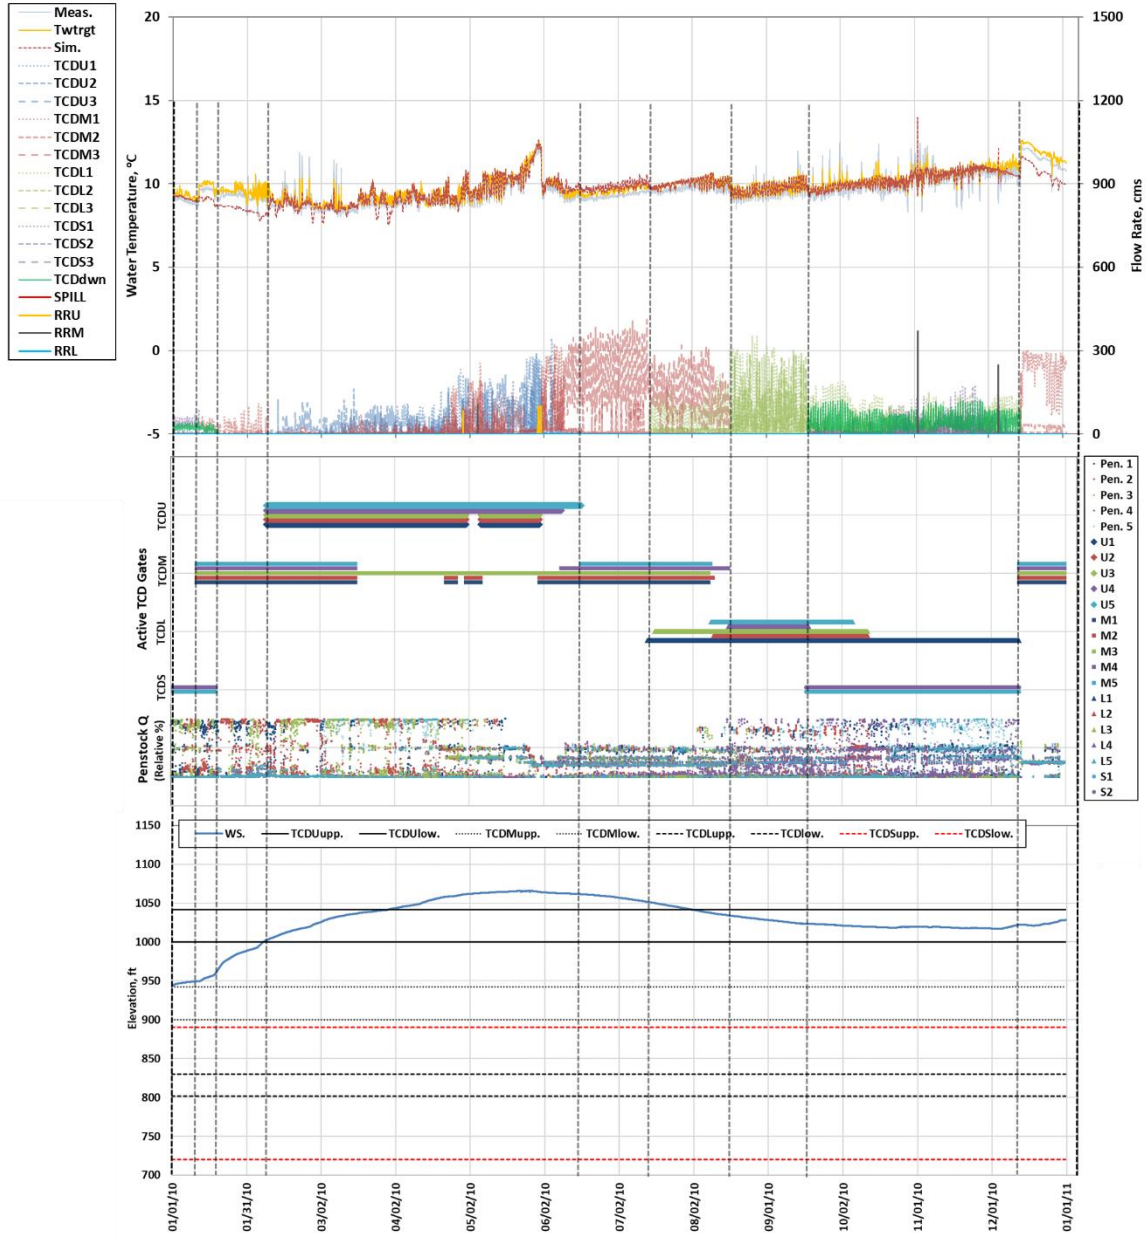 Meas.
Twtrgt
Sim.
TCDU1
TCDU2
TCDU3
TCDM1
TCDM2
TCDM3
TCDL1
TCDL2
TCDL3
TCDS1
TCDS2
TCDS3
TCDdwn
SPILL
RRU
RRM
RRL
Water Temperature, °C
20
15
10
5
0
-5
1500
1200
900
600
300
0
Flow Rate, cms
Active TCD Gates
TCDU
TCDM
TCDL
TCDS
Penstock Q
(Relative %)
Pen. 1
Pen. 2
Pen. 3
Pen. 4
Pen. 5
U1
U2
U3
U4
U5
M1
M2
M3
M4
M5
L1
L2
L3
L4
L5
S1
S2
WS. TCDUupp. TCDUlow. TCDMupp. TCDMlow. TCDLupp. TCDlow. TCDSupp. TCDSlow.
Elevation, ft
1150
1100
1050
1000
950
900
850
800
750
700
01/01/10
01/31/10
03/02/10
04/02/10
05/02/10
06/02/10
07/02/10
08/02/10
09/01/10
10/02/10
11/01/10
12/02/10
01/01/11